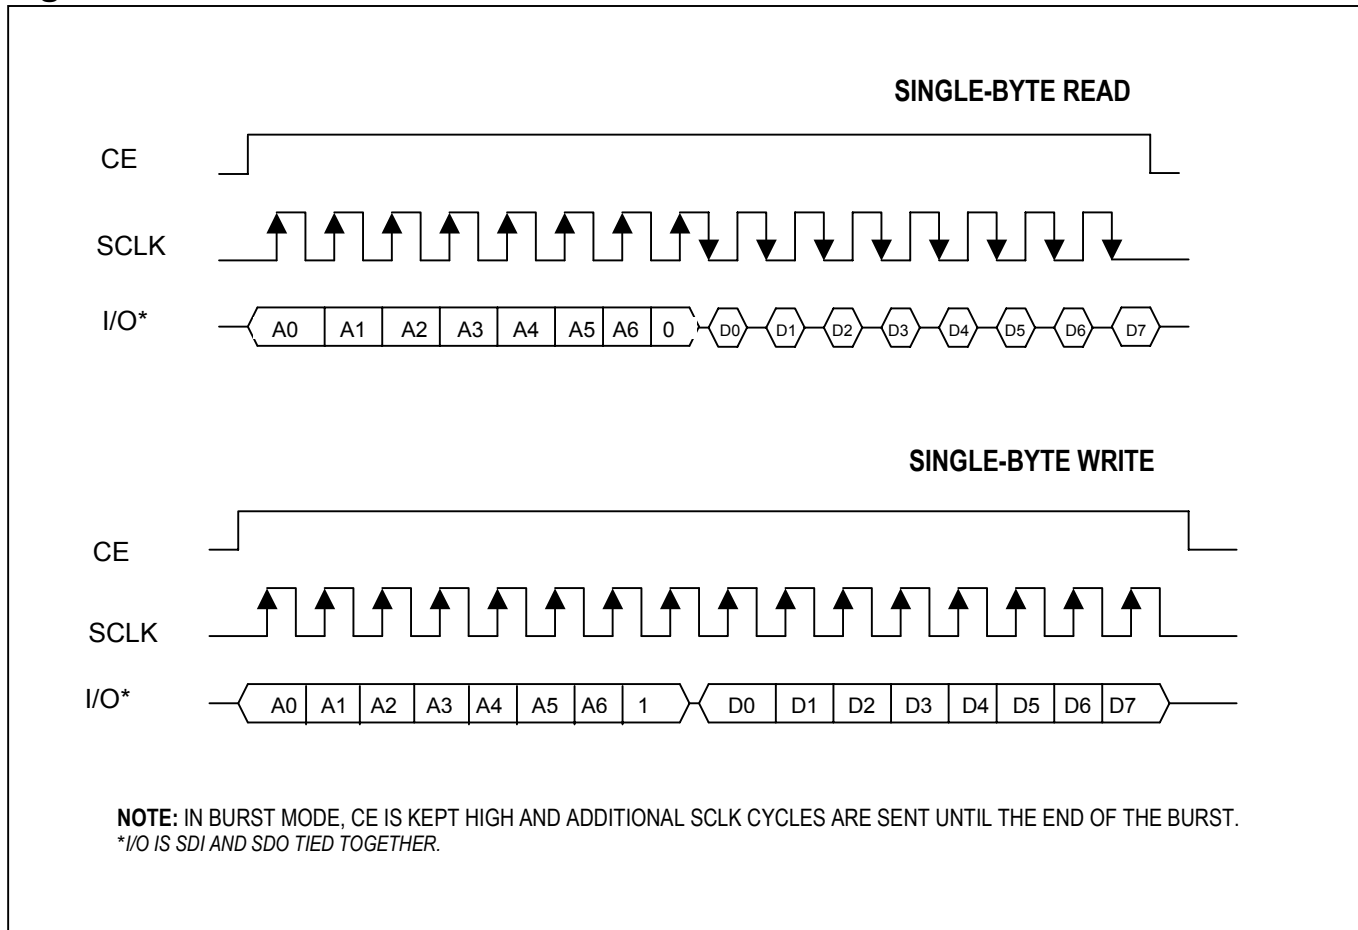 SINGLE-BYTE READ
CE
SCLK
I/O*
A0 A1 A2 A3 A4 A5 A6 0 D0 D1 D2 D3 D4 D5 D6 D7
SINGLE-BYTE WRITE
CE
SCLK
I/O*
A0 A1 A2 A3 A4 A5 A6 1 D0 D1 D2 D3 D4 D5 D6 D7
NOTE: IN BURST MODE, CE IS KEPT HIGH AND ADDITIONAL SCLK CYCLES ARE SENT UNTIL THE END OF THE BURST.
*I/O IS SDI AND SDO TIED TOGETHER.